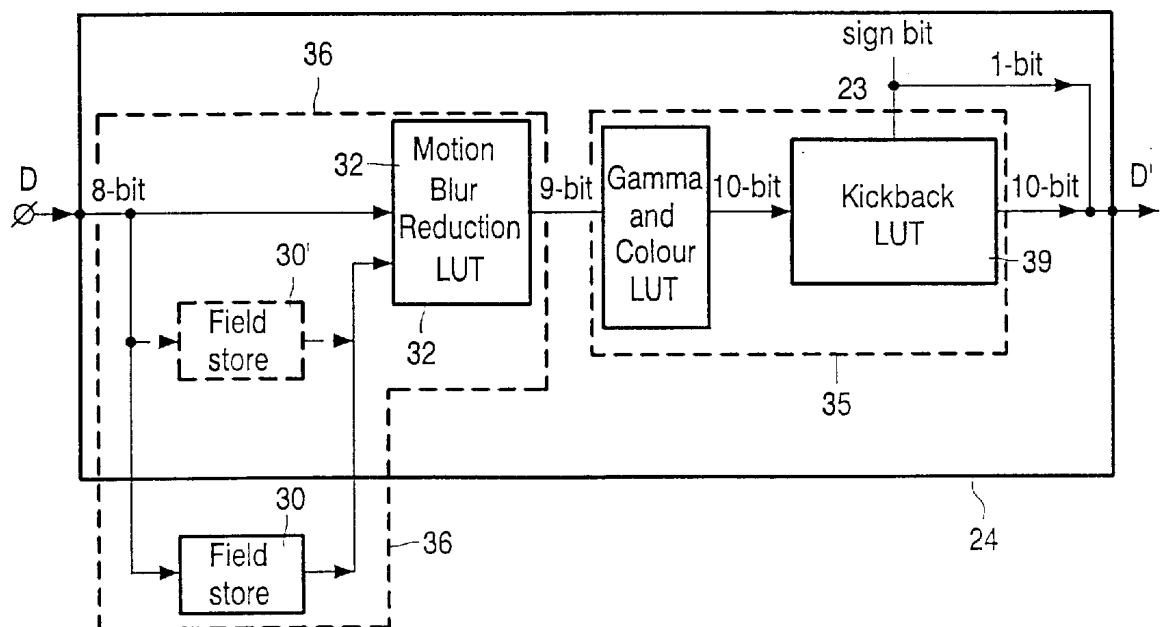 sign bit
36
1-bit
23
32
Motion
Blur
Reduction
LUT
D
8-bit
9-bit
Gamma
and
Colour
LUT
10-bit
Kickback
LUT
10-bit
D'
39
30'
Field
store
32
35
30
Field
store
36
24